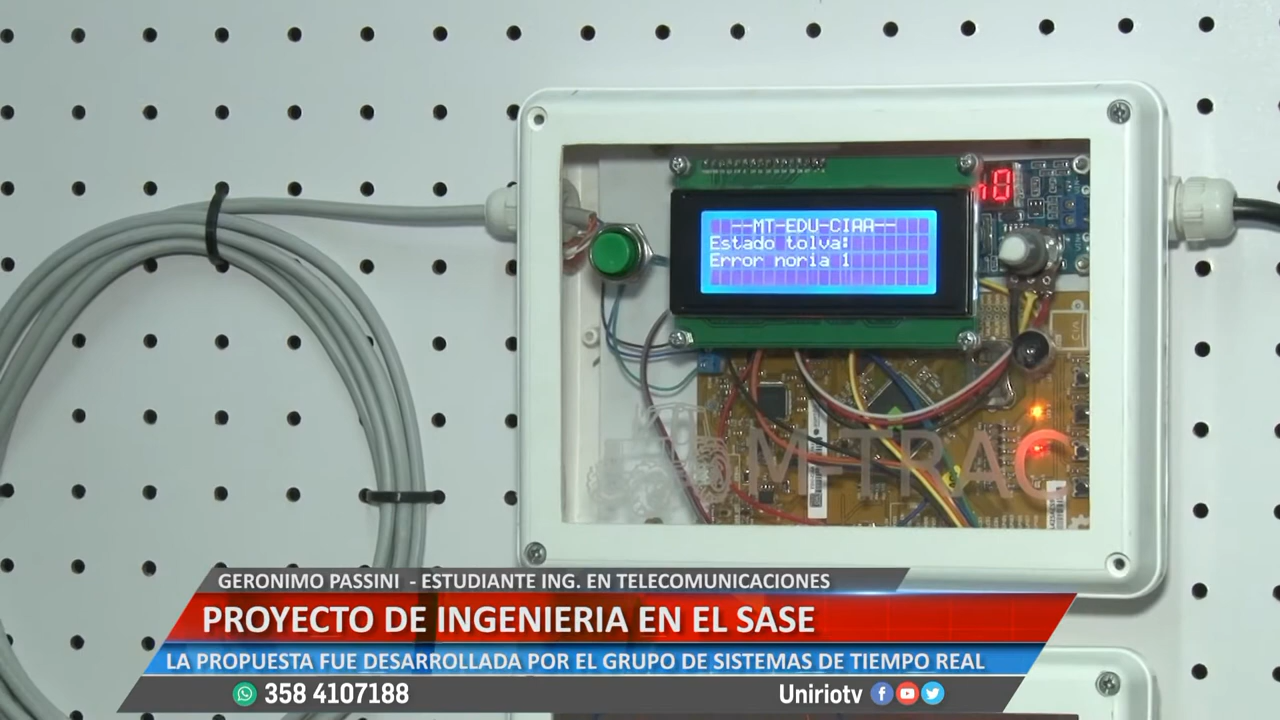 --MT-EDU-CIAA--
Estado tolva:
Error noria 1
M-TRAC
GERONIMO PASSINI - ESTUDIANTE ING. EN TELECOMUNICACIONES
PROYECTO DE INGENIERIA EN EL SASE
LA PROPUESTA FUE DESARROLLADA POR EL GRUPO DE SISTEMAS DE TIEMPO REAL
358 4107188
Uniriotv